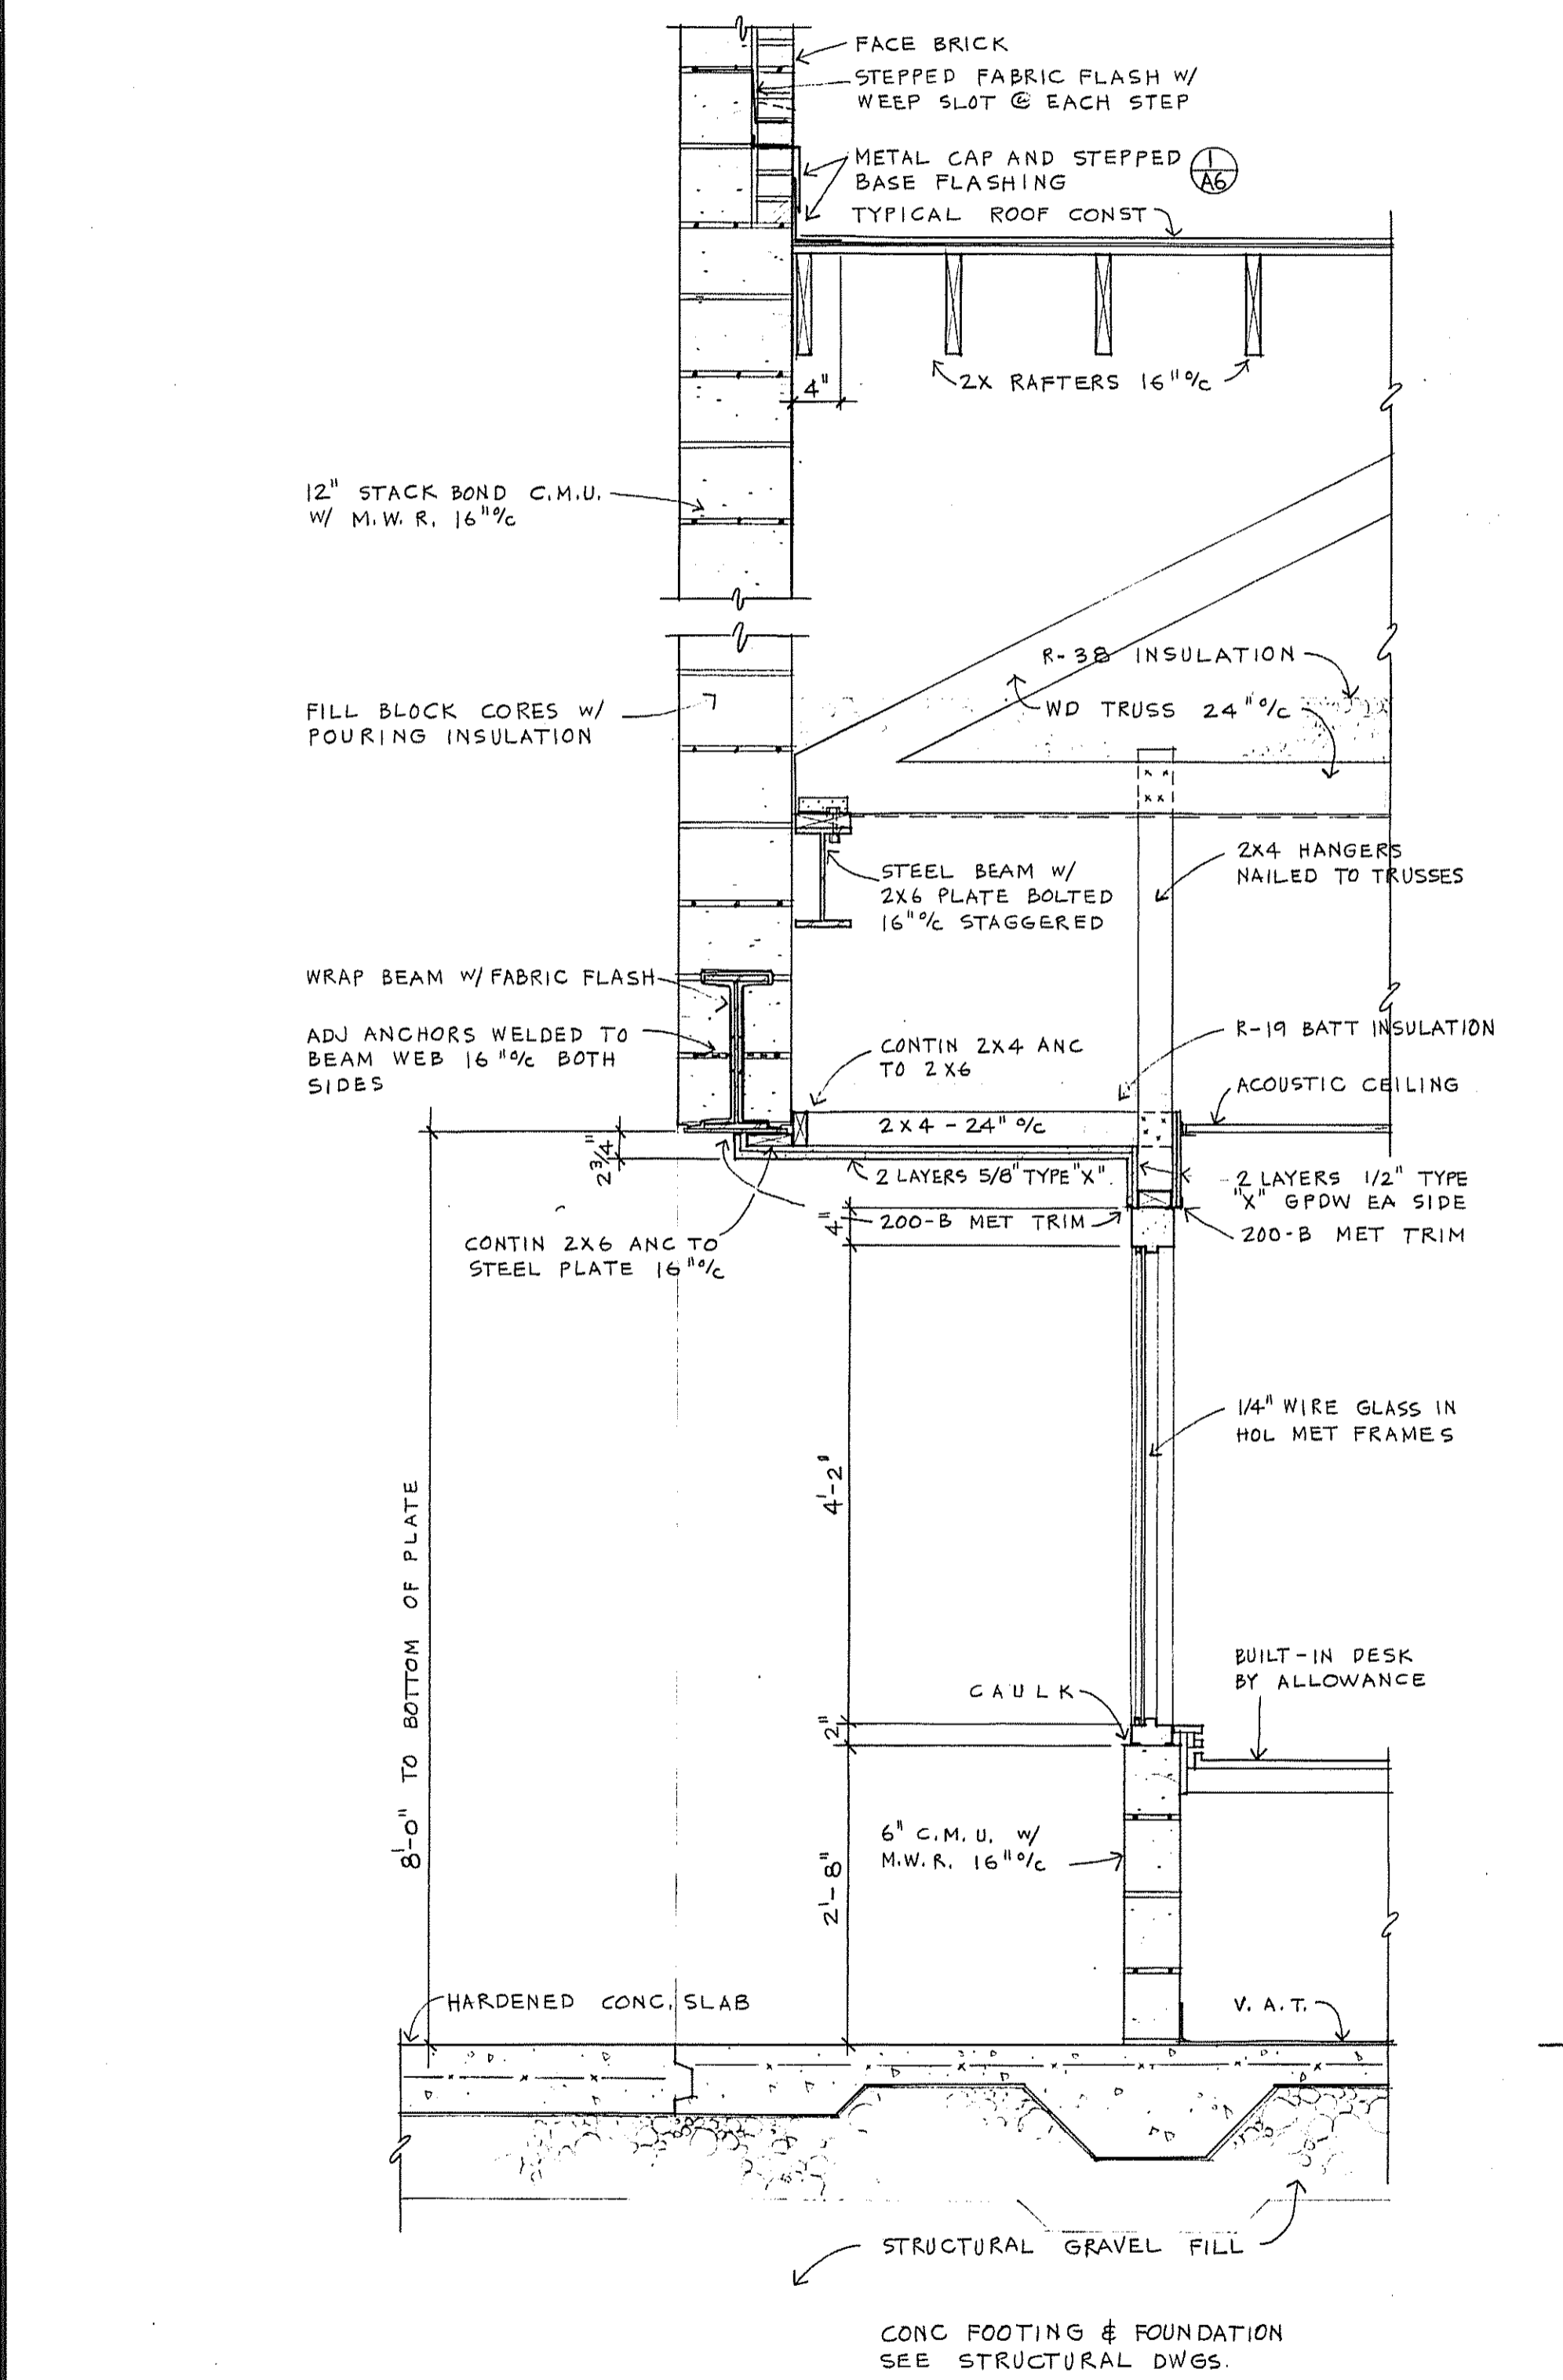 FACE BRICK
STEPPED FABRIC FLASH W/
WEEP SLOT @ EACH STEP
METAL CAP AND STEPPED
BASE FLASHING
1
A6
TYPICAL ROOF CONST
2X RAFTERS 16" O/C
4"
12" STACK BOND C.M.U.
W/ M.W.R. 16" O/C
R-38 INSULATION
WD TRUSS 24" O/C
FILL BLOCK CORES W/
POURING INSULATION
2X4 HANGERS
NAILED TO TRUSSES
STEEL BEAM W/
2X6 PLATE BOLTED
16" O/C STAGGERED
WRAP BEAM W/ FABRIC FLASH
ADJ ANCHORS WELDED TO
BEAM WEB 16" O/C BOTH
SIDES
CONTIN 2X4 ANC
TO 2X6
R-19 BATT INSULATION
ACOUSTIC CEILING
2X4 - 24" O/C
2 3/4"
2 LAYERS 5/8" TYPE "X".
2 LAYERS 1/2" TYPE
"X" GPDW EA SIDE
4"
200-B MET TRIM
200-B MET TRIM
CONTIN 2X6 ANC TO
STEEL PLATE 16" O/C
1/4" WIRE GLASS IN
HOL MET FRAMES
4'-2"
8'-0" TO BOTTOM OF PLATE
BUILT-IN DESK
BY ALLOWANCE
CAULK
2"
6" C.M.U. W/
M.W.R. 16" O/C
2'-8"
HARDENED CONC. SLAB
V.A.T.
STRUCTURAL GRAVEL FILL
CONC FOOTING & FOUNDATION
SEE STRUCTURAL DWGS.